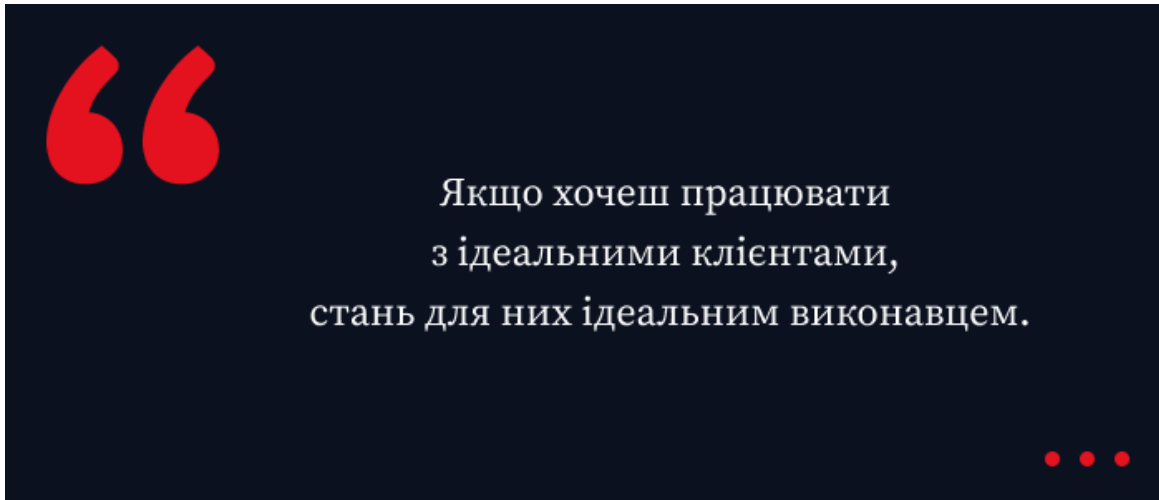 Якщо хочеш працювати
з ідеальними клієнтами,
стань для них ідеальним виконавцем.